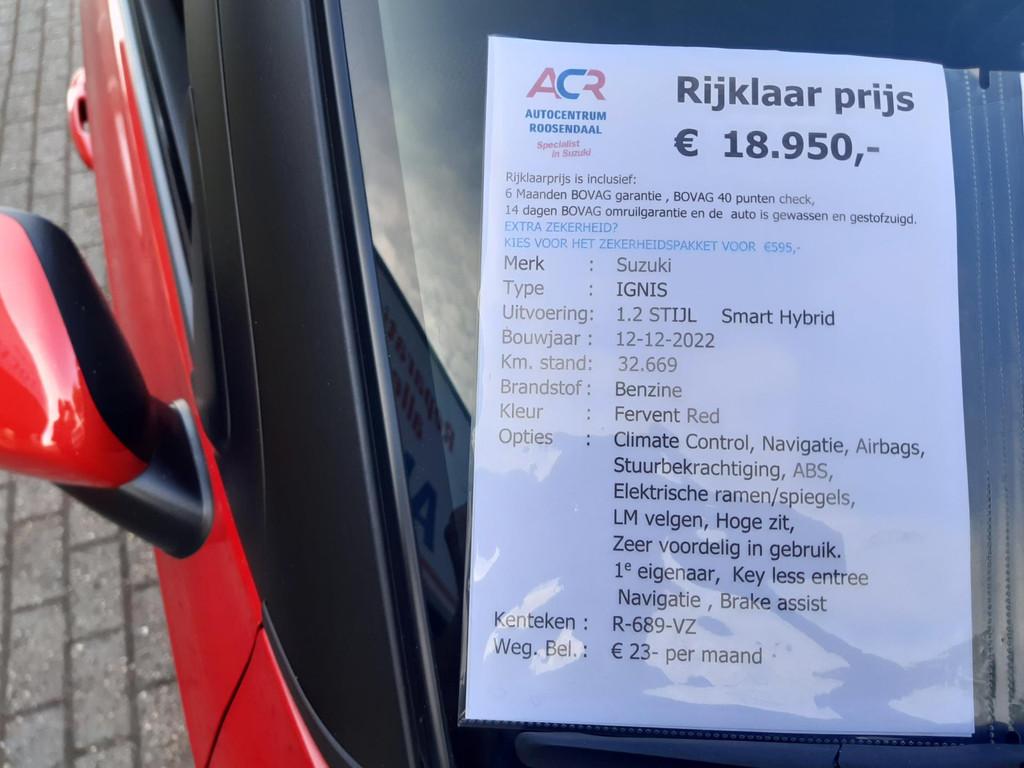 ACR
AUTOCENTRUM
ROOSENDAAL
Specialist
in Suzuki
Rijklaar prijs
€ 18.950,-
Rijklaarprijs is inclusief:
6 Maanden BOVAG garantie , BOVAG 40 punten check,
14 dagen BOVAG omruilgarantie en de auto is gewassen en gestofzuigd.
EXTRA ZEKERHEID?
KIES VOOR HET ZEKERHEIDSPAKKET VOOR €595,-
Merk : Suzuki
Type : IGNIS
Uitvoering: 1.2 STIJL Smart Hybrid
Bouwjaar : 12-12-2022
Km. stand: 32.669
Brandstof : Benzine
Kleur : Fervent Red
Opties : Climate Control, Navigatie, Airbags,
Stuurbekrachtiging, ABS,
Elektrische ramen/spiegels,
LM velgen, Hoge zit,
Zeer voordelig in gebruik.
1e eigenaar, Key less entree
Navigatie , Brake assist
Kenteken : R-689-VZ
Weg. Bel. : € 23- per maand